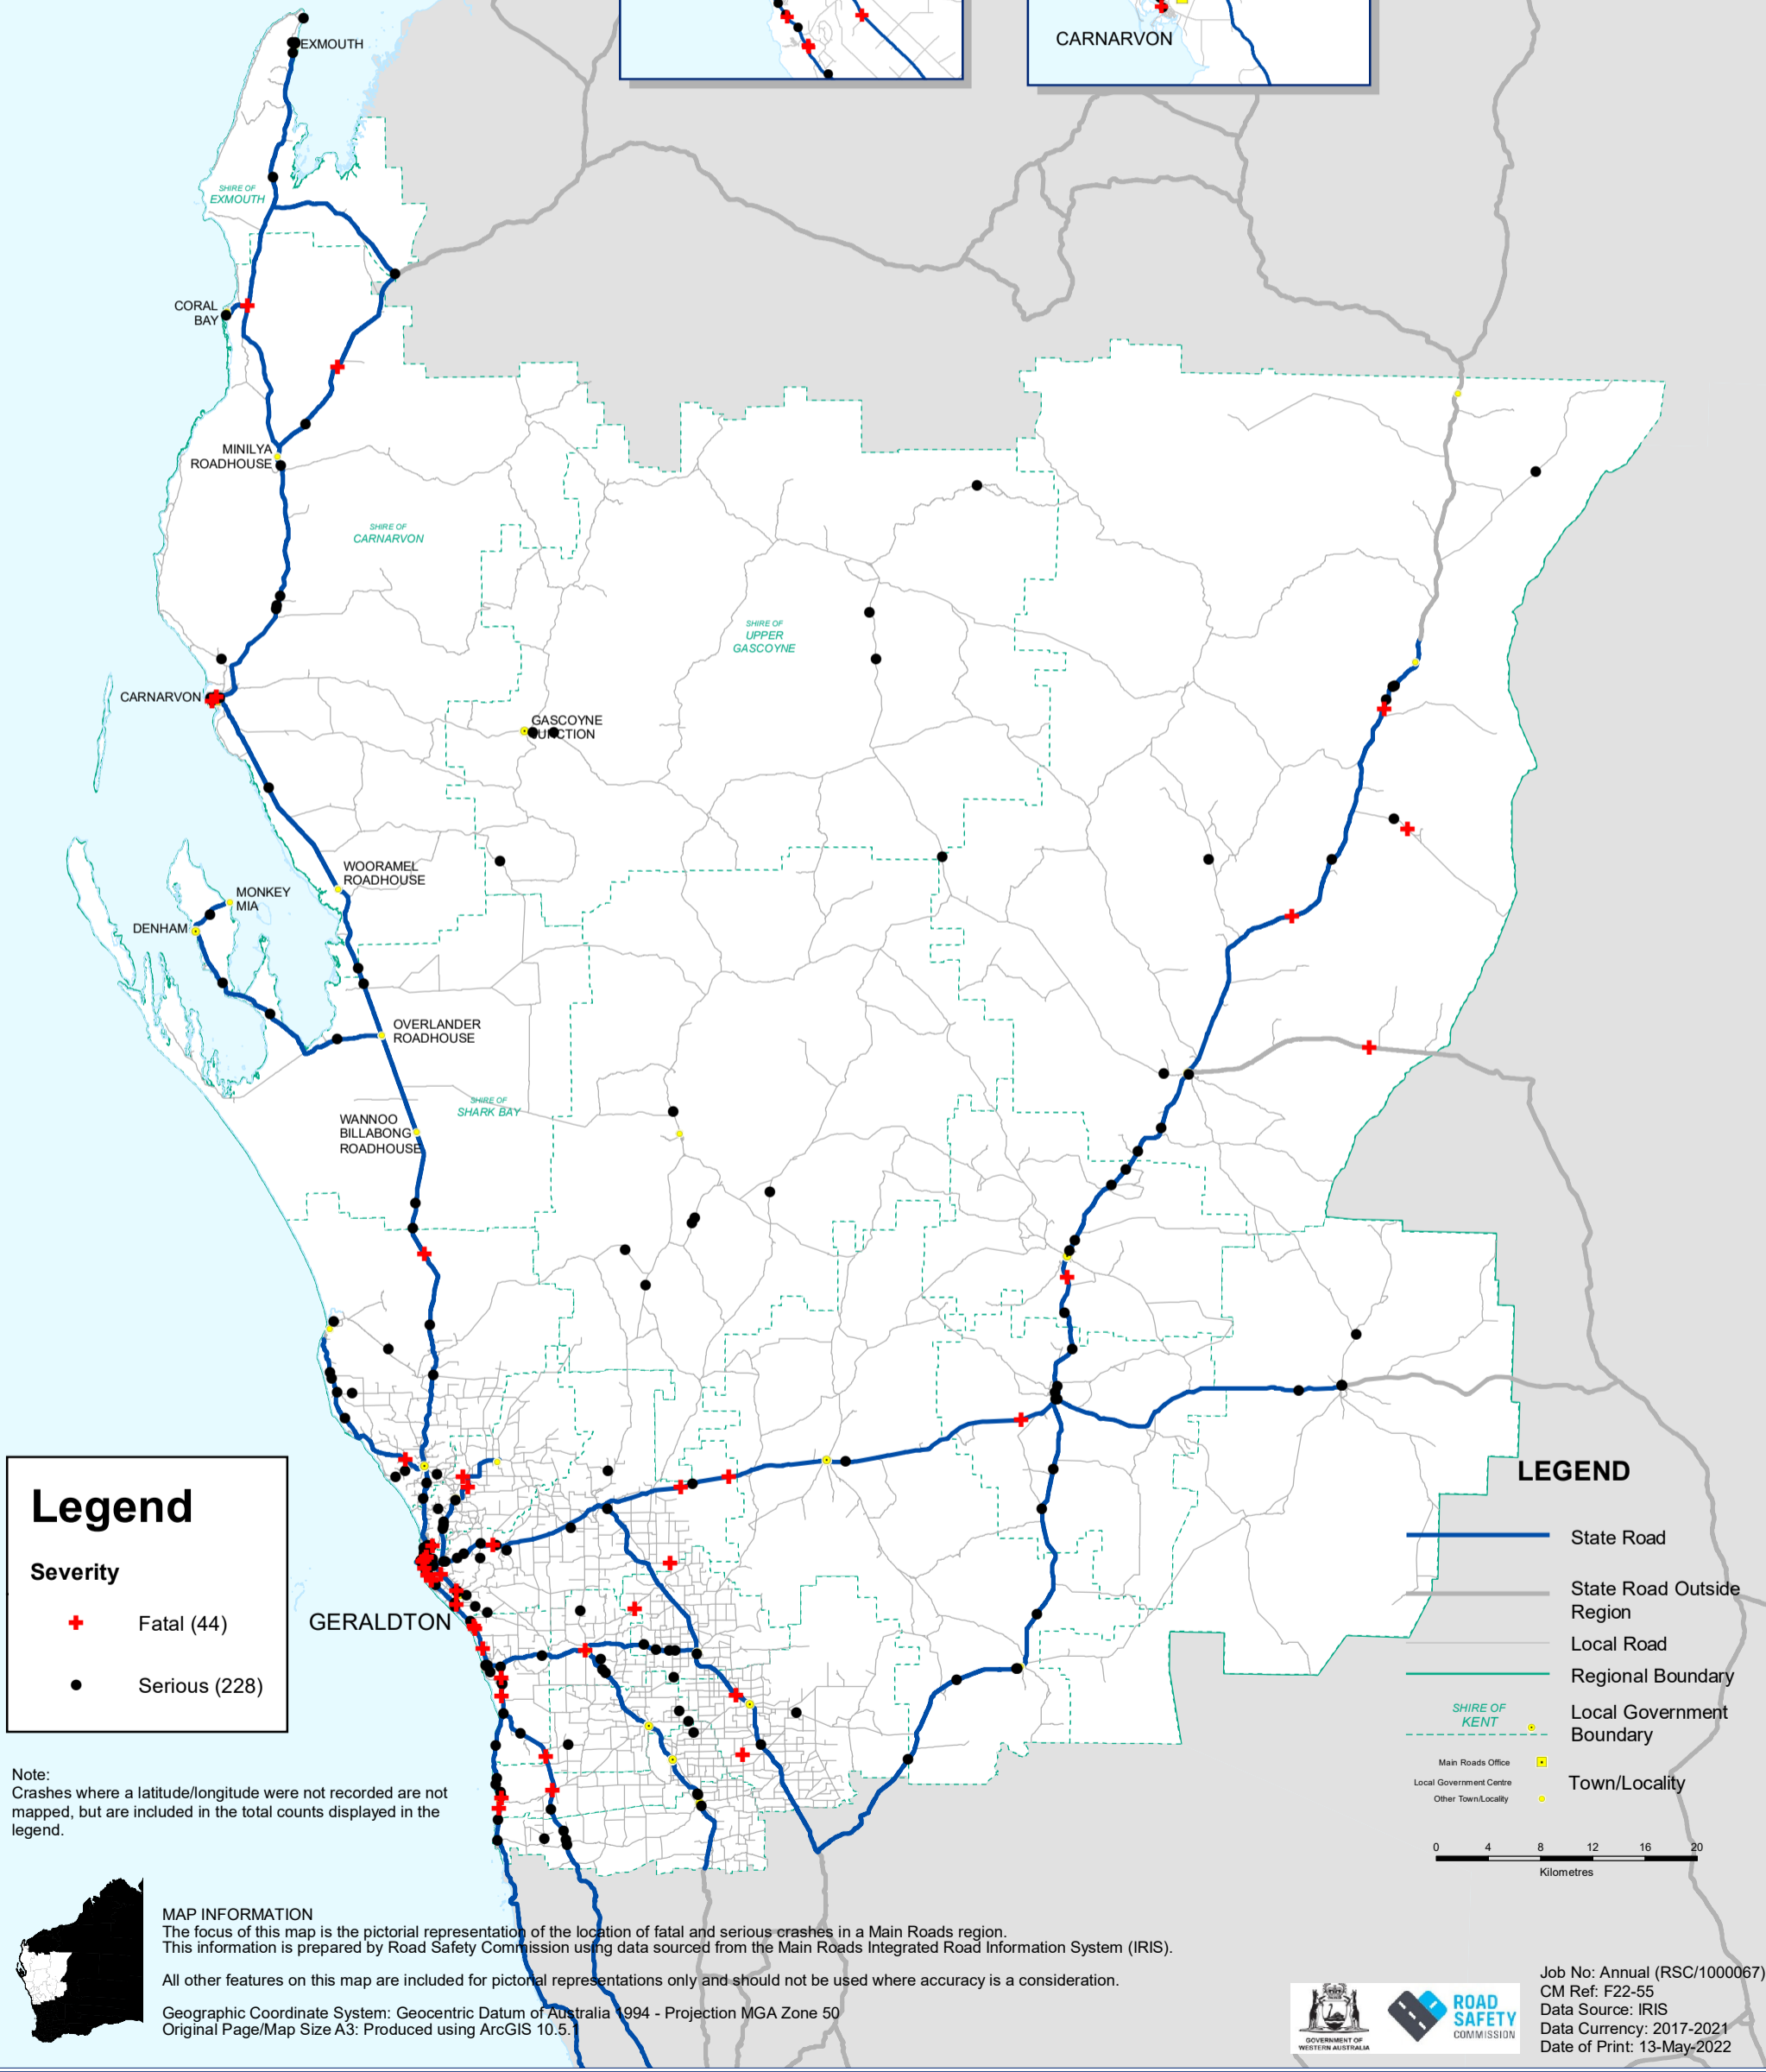 CARNARVON
EXMOUTH
SHIRE OF
EXMOUTH
CORAL
BAY
MINILYA
ROADHOUSE
SHIRE OF
CARNARVON
SHIRE OF
UPPER
GASCOYNE
CARNARVON
GASCOYNE
JUNCTION
WOORAMEL
ROADHOUSE
MONKEY
MIA
DENHAM
OVERLANDER
ROADHOUSE
SHIRE OF
SHARK BAY
WANNOO
BILLABONG
ROADHOUSE
GERALDTON
Legend
Severity
Fatal (44)
Serious (228)
LEGEND
State Road
State Road Outside
Region
Local Road
Regional Boundary
SHIRE OF
KENT
Local Government
Boundary
Main Roads Office
Local Government Centre
Other Town/Locality
Town/Locality
0 4 8 12 16 20
Kilometres
Note:
Crashes where a latitude/longitude were not recorded are not
mapped, but are included in the total counts displayed in the
legend.
MAP INFORMATION
The focus of this map is the pictorial representation of the location of fatal and serious crashes in a Main Roads region.
This information is prepared by Road Safety Commission using data sourced from the Main Roads Integrated Road Information System (IRIS).
All other features on this map are included for pictorial representations only and should not be used where accuracy is a consideration.
Geographic Coordinate System: Geocentric Datum of Australia 1994 - Projection MGA Zone 50
Original Page/Map Size A3: Produced using ArcGIS 10.5.1
GOVERNMENT OF
WESTERN AUSTRALIA
ROAD
SAFETY
COMMISSION
Job No: Annual (RSC/1000067)
CM Ref: F22-55
Data Source: IRIS
Data Currency: 2017-2021
Date of Print: 13-May-2022